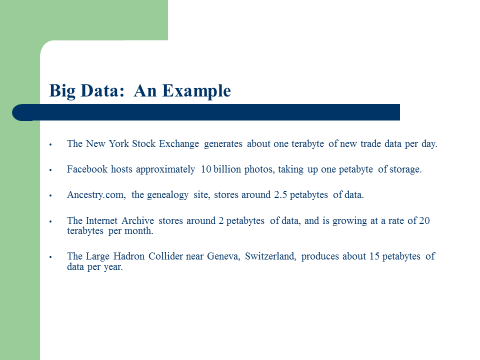 Big Data: An Example
• The New York Stock Exchange generates about one terabyte of new trade data per day.
• Facebook hosts approximately 10 billion photos, taking up one petabyte of storage.
• Ancestry.com, the genealogy site, stores around 2.5 petabytes of data.
• The Internet Archive stores around 2 petabytes of data, and is growing at a rate of 20
terabytes per month.
• The Large Hadron Collider near Geneva, Switzerland, produces about 15 petabytes of
data per year.